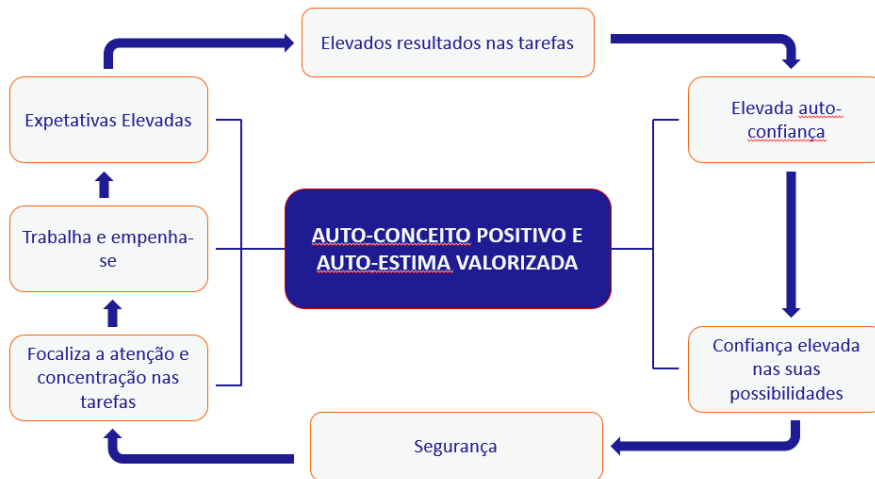 Elevados resultados nas tarefas
Expetativas Elevadas
Elevada auto-
confiança
Trabalha e empenha-
se
AUTO-CONCEITO POSITIVO E
AUTO-ESTIMA VALORIZADA
Focaliza a atenção e
concentração nas
tarefas
Confiança elevada
nas suas
possibilidades
Segurança